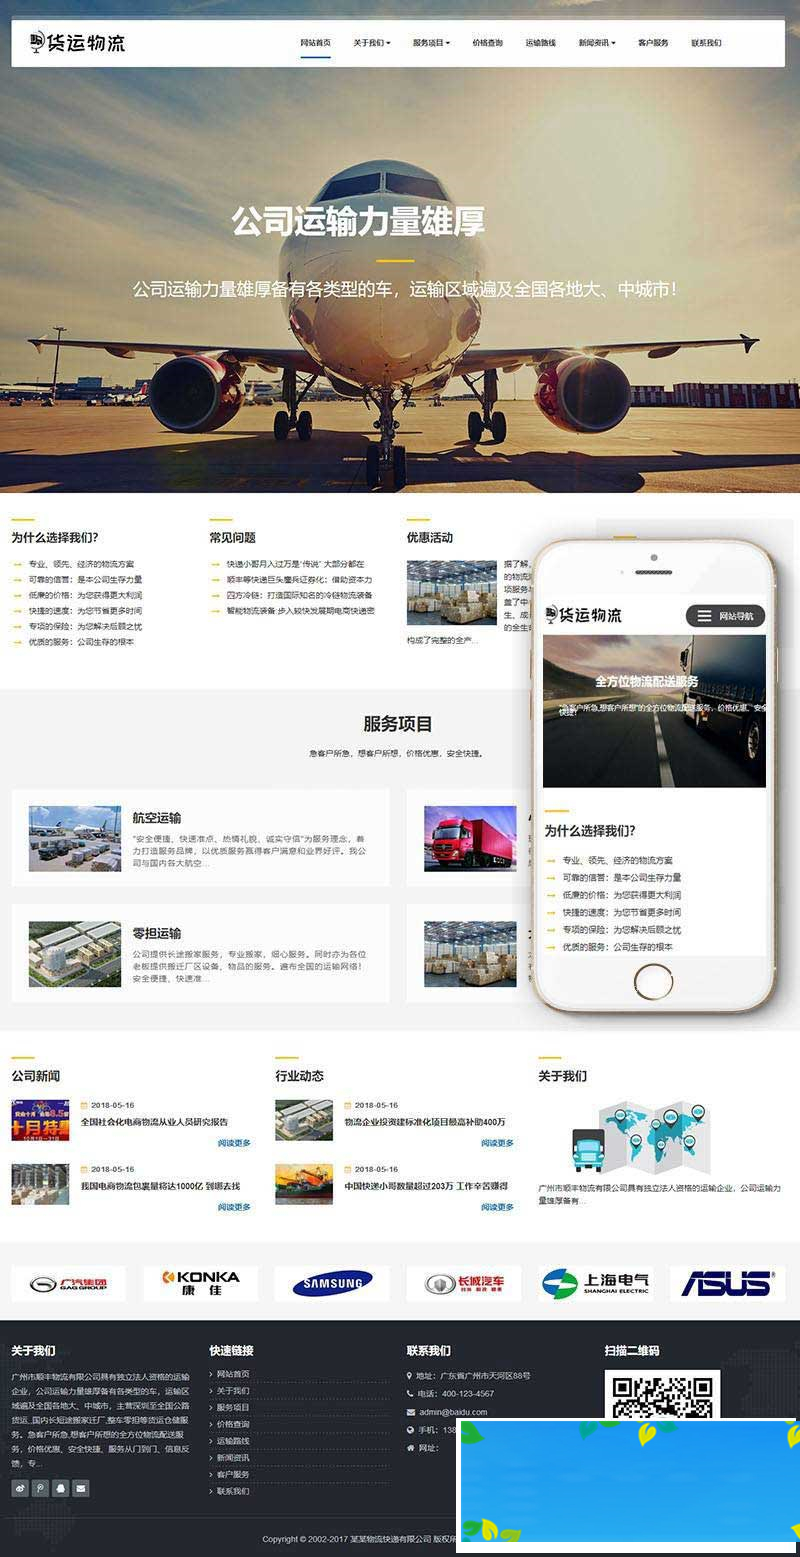 货运物流
网站首页
关于我们
服务项目
价格查询
运输路线
新闻资讯
客户服务
联系我们
公司运输力量雄厚
公司运输力量雄厚备有各类型的车，运输区域遍及全国各地大、中城市！
为什么选择我们？
专业、领先、经济的物流方案
可靠的信誉：是本公司生存力量
低廉的价格：为您获得更大利润
快捷的速度：为您节省更多时间
专项的保险：为您解决后顾之忧
优质的服务：公司生存的根本
常见问题
快递小哥月入过万是“传说” 大部分都在
顺丰等快递巨头鏖兵证券化：借助资本力
四方冷链：打造国际知名的冷链物流装备
智能物流装备:步入较快发展期电商快递密
优惠活动
据了解，
的物流
项服务
盖了中
生、成
的全生
构成了完整的全产...
货运物流
网站导航
全方位物流配送服务
“急客户所急,想客户所想”的全方位物流配送服务，价格优惠、安全
快捷！
为什么选择我们？
专业、领先、经济的物流方案
可靠的信誉：是本公司生存力量
低廉的价格：为您获得更大利润
快捷的速度：为您节省更多时间
专项的保险：为您解决后顾之忧
优质的服务：公司生存的根本
服务项目
急客户所急，想客户所想，价格优惠，安全快捷。
航空运输
“安全便捷、快速准点、热情礼貌、诚实守信”为服务理念，着
力打造服务品牌，以优质服务赢得客户满意和业界好评。我公
司与国内各大航空...
零担运输
公司提供长途搬家服务，专业搬家，细心服务。同时亦为各位
老板提供搬迁厂区设备，物品的服务。遍布全国的运输网络！
安全便捷、快速准...
公司新闻
2018-05-16
全国社会化电商物流从业人员研究报告
阅读更多
十月特
10月1日—31日
2018-05-16
我国电商物流包裹量将达1000亿 到哪去找
阅读更多
行业动态
2018-05-16
物流企业投资建标准化项目最高补助400万
阅读更多
2018-05-16
中国快递小哥数量超过203万 工作辛苦赚得
阅读更多
关于我们
广州市顺丰物流有限公司具有独立法人资格的运输企业，公司运输力
量雄厚备有...
广汽集团
GAC GROUP
KONKA
康佳
SAMSUNG
长城汽车
上海电气
SHANGHAI ELECTRIC
ASUS®
关于我们
广州市顺丰物流有限公司具有独立法人资格的运输
企业，公司运输力量雄厚备有各类型的车，运输区
域遍及全国各地大、中城市，主营深圳至全国公路
货运_国内长短途搬家迁厂,整车零担等货运仓储服
务。急客户所急,想客户所想的全方位物流配送服
务，价格优惠、安全快捷、服务从门到门、信息反
馈，专...
快速链接
网站首页
关于我们
服务项目
价格查询
运输路线
新闻资讯
客户服务
联系我们
联系我们
地址：广东省广州市天河区88号
电话：400-123-4567
admin@baidu.com
手机：138
网址：
扫描二维码
Copyright © 2002-2017 某某物流快递有限公司 版权所